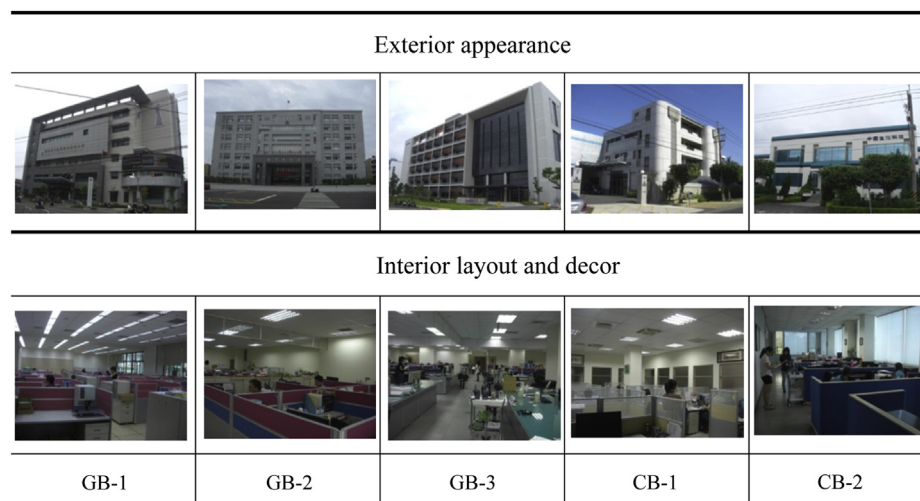 Exterior appearance
Interior layout and decor
GB-1 GB-2 GB-3 CB-1 CB-2